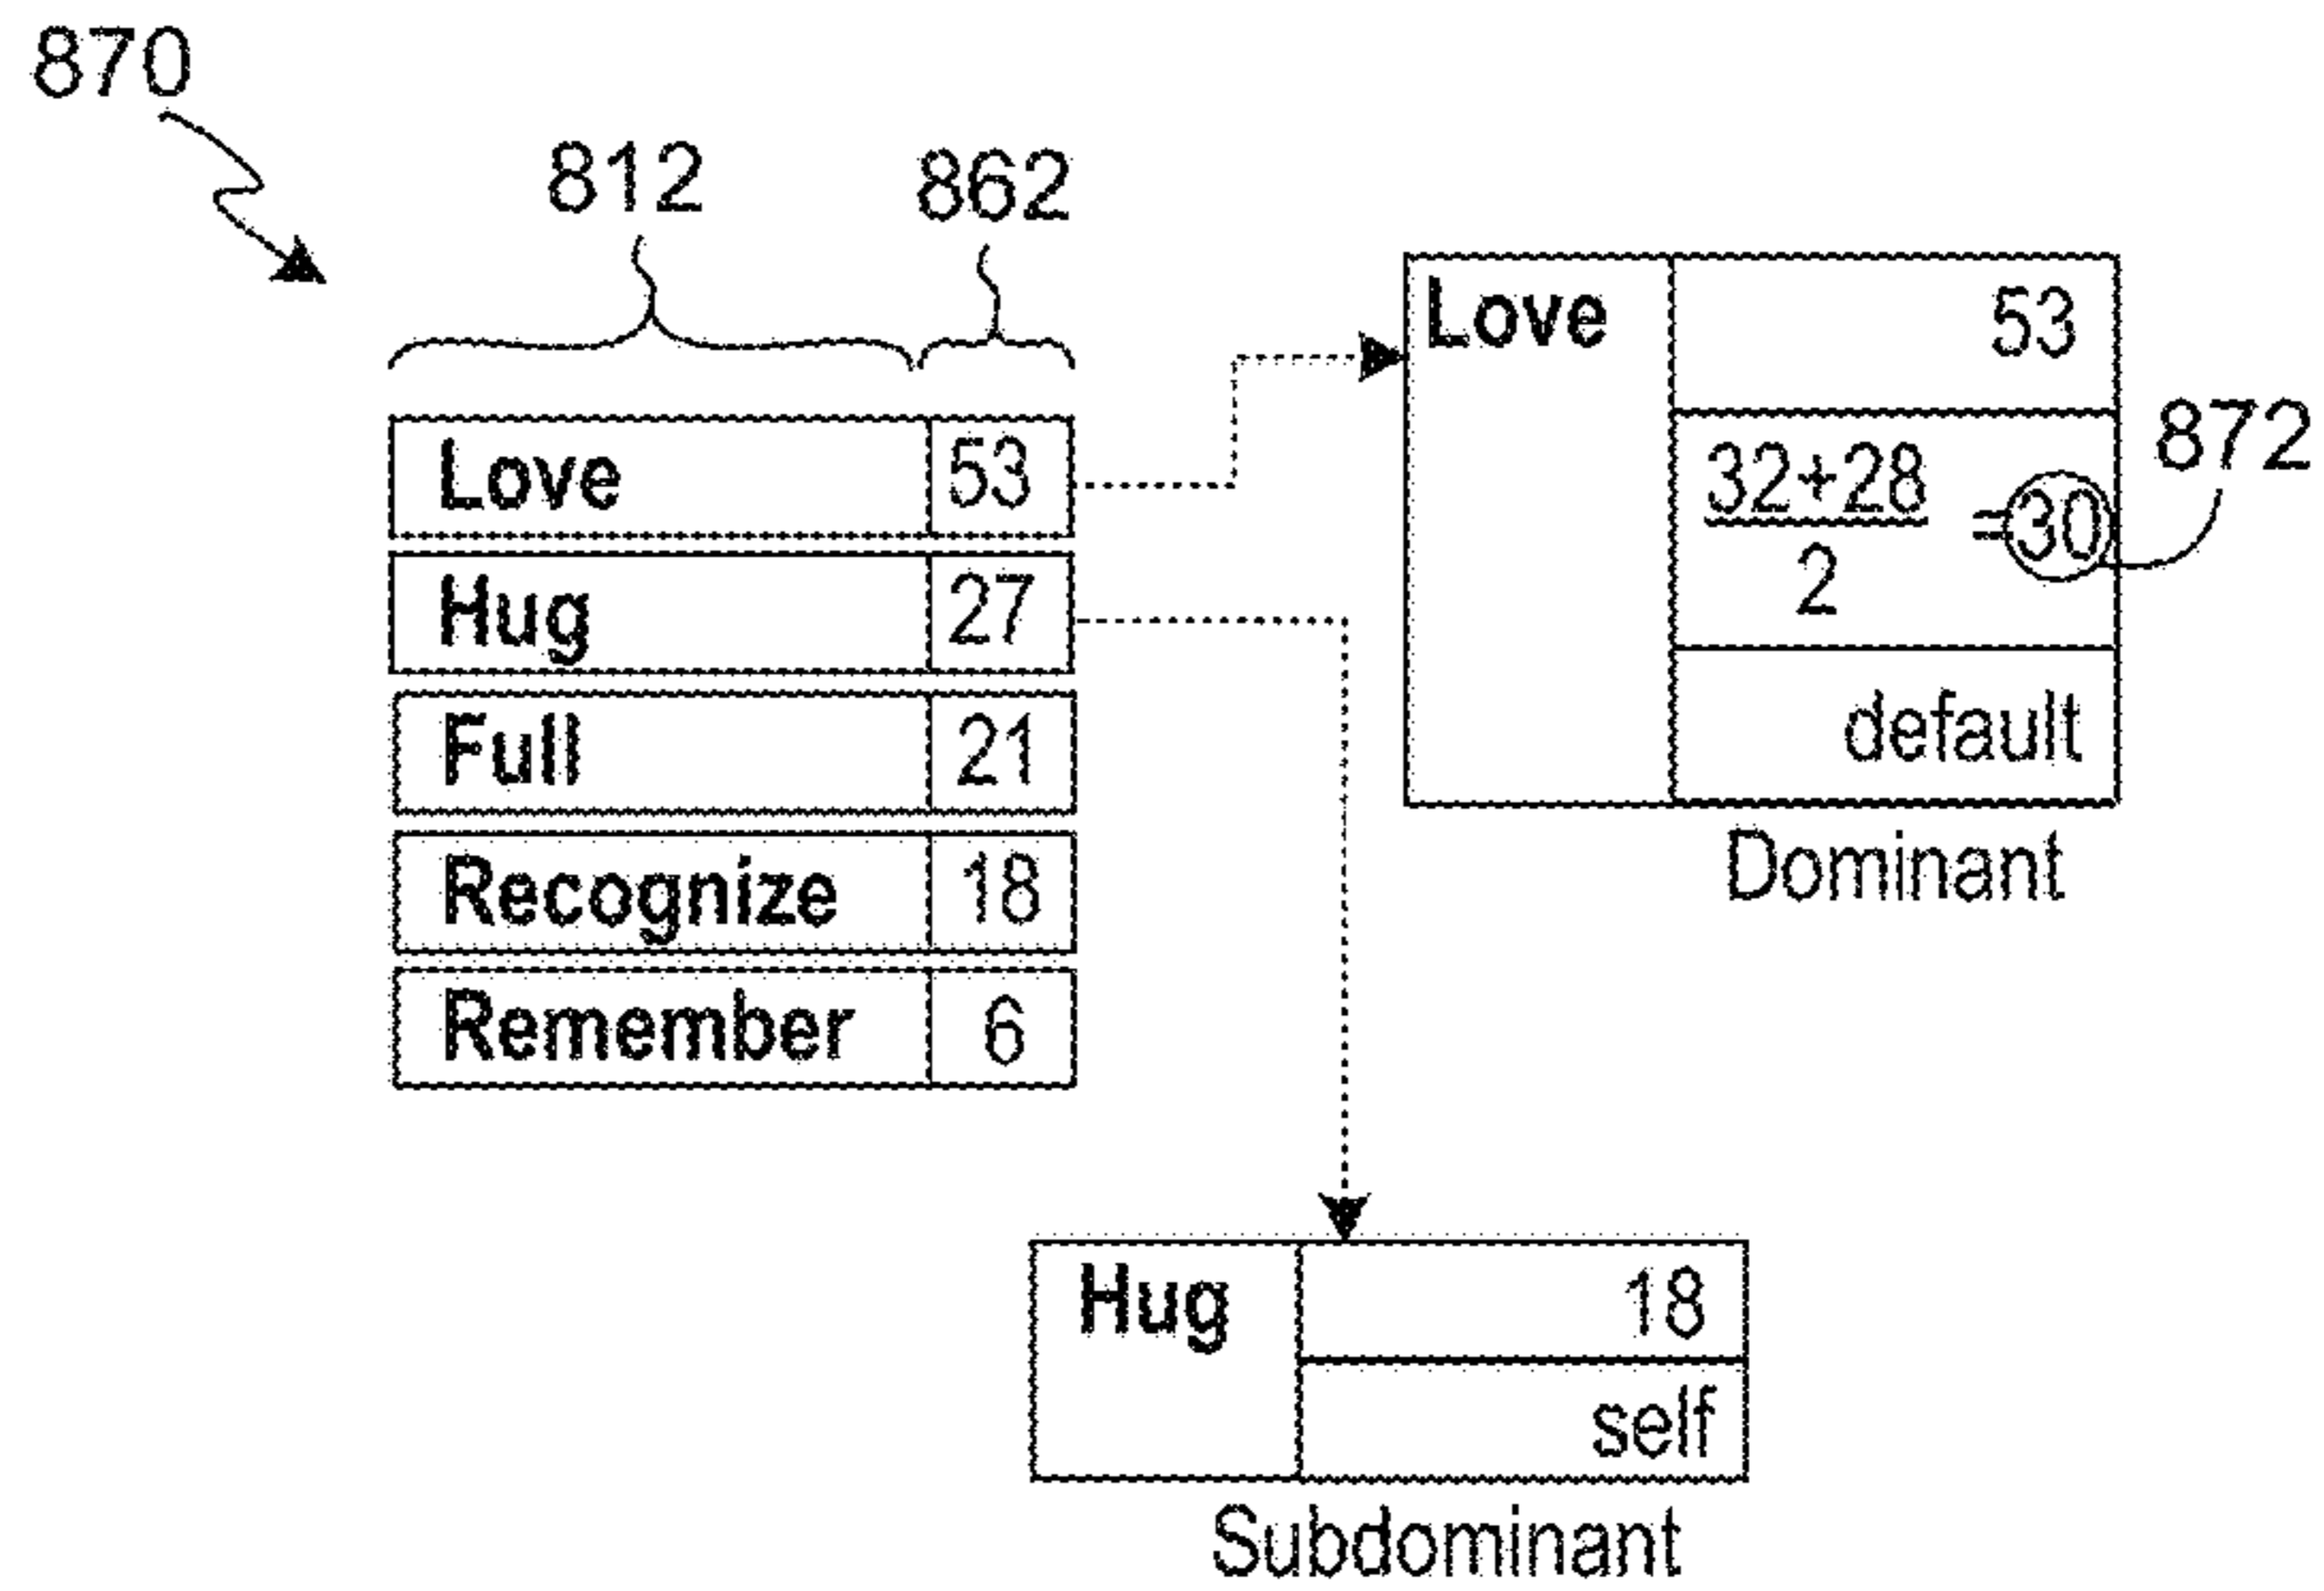 870
812 862
Love 53
Hug 27
Full 21
Recognize 18
Remember 6
Love 53
32+28
=30
2
872
default
Dominant
Hug 18
self
Subdominant